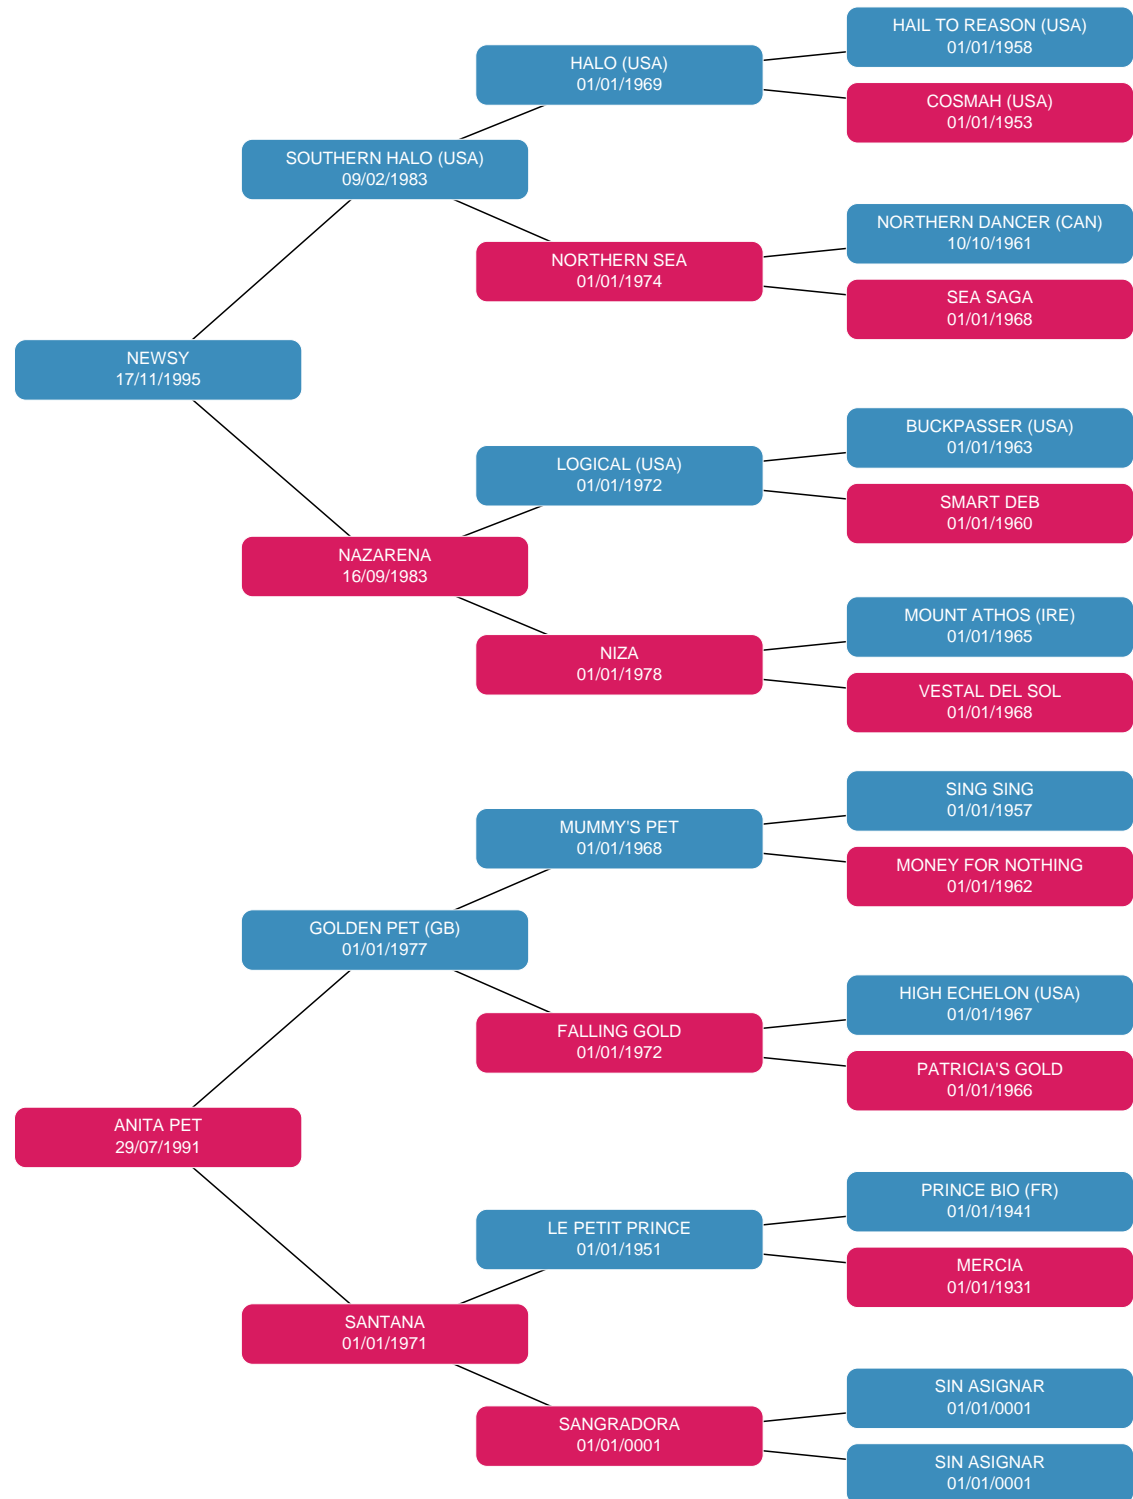 HAIL TO REASON (USA)
01/01/1958
HALO (USA)
01/01/1969
COSMAH (USA)
01/01/1953
SOUTHERN HALO (USA)
09/02/1983
NORTHERN DANCER (CAN)
10/10/1961
NORTHERN SEA
01/01/1974
SEA SAGA
01/01/1968
NEWSY
17/11/1995
BUCKPASSER (USA)
01/01/1963
LOGICAL (USA)
01/01/1972
SMART DEB
01/01/1960
NAZARENA
16/09/1983
MOUNT ATHOS (IRE)
01/01/1965
NIZA
01/01/1978
VESTAL DEL SOL
01/01/1968
SING SING
01/01/1957
MUMMY'S PET
01/01/1968
MONEY FOR NOTHING
01/01/1962
GOLDEN PET (GB)
01/01/1977
HIGH ECHELON (USA)
01/01/1967
FALLING GOLD
01/01/1972
PATRICIA'S GOLD
01/01/1966
ANITA PET
29/07/1991
PRINCE BIO (FR)
01/01/1941
LE PETIT PRINCE
01/01/1951
MERCIA
01/01/1931
SANTANA
01/01/1971
SIN ASIGNAR
01/01/0001
SANGRADORA
01/01/0001
SIN ASIGNAR
01/01/0001